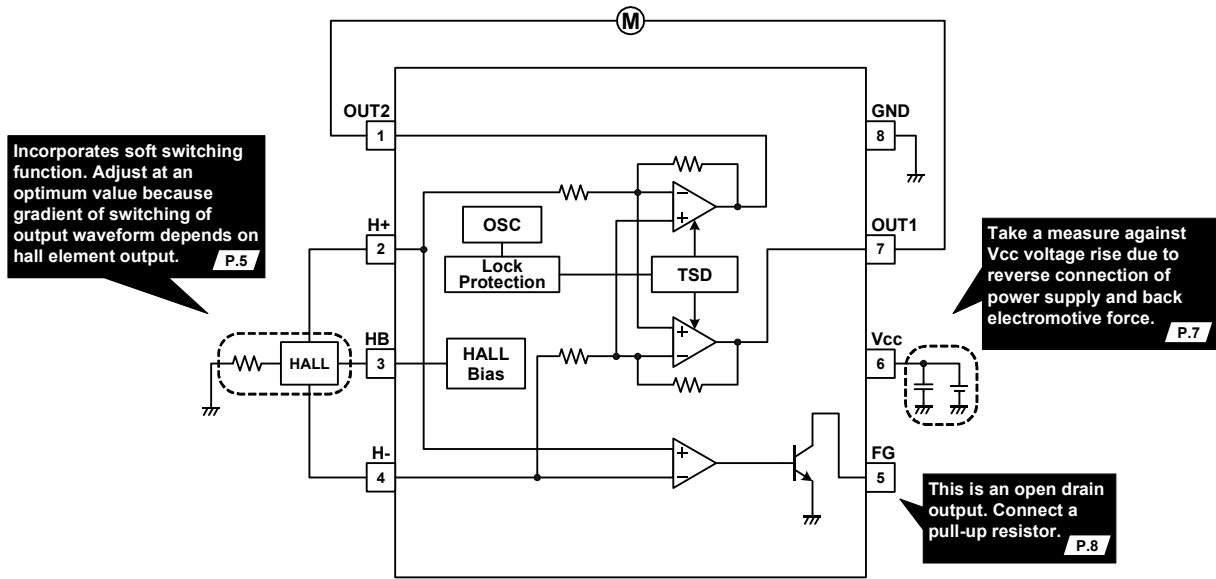 M
OUT2
1
GND
8
Incorporates soft switching
function. Adjust at an
optimum value because
gradient of switching of
output waveform depends on
hall element output.
P.5
H+
2
OSC
Lock
Protection
TSD
OUT1
7
Take a measure against
Vcc voltage rise due to
reverse connection of
power supply and back
electromotive force.
P.7
HALL
HB
3
HALL
Bias
Vcc
6
H-
4
FG
5
This is an open drain
output. Connect a
pull-up resistor.
P.8
−
+
+
−
+
−